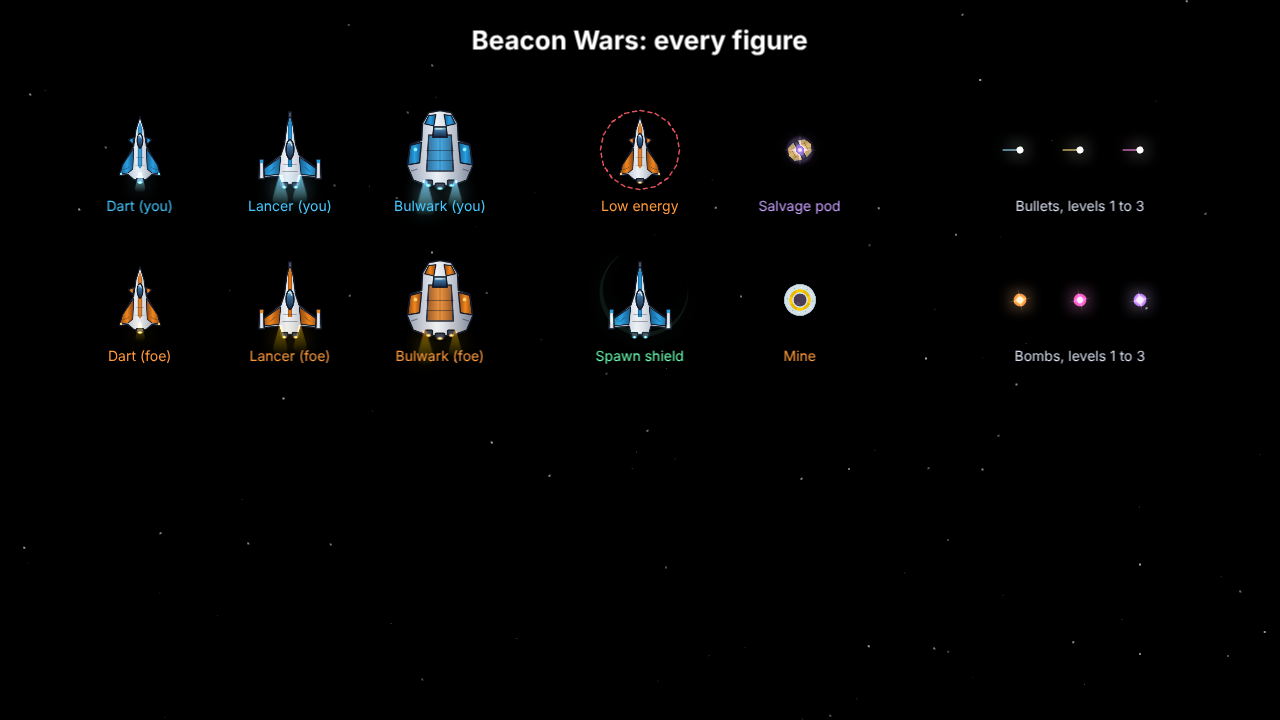 Beacon Wars: every figure
Dart (you)
Lancer (you)
Bulwark (you)
Low energy
Salvage pod
Bullets, levels 1 to 3
Dart (foe)
Lancer (foe)
Bulwark (foe)
Spawn shield
Mine
Bombs, levels 1 to 3